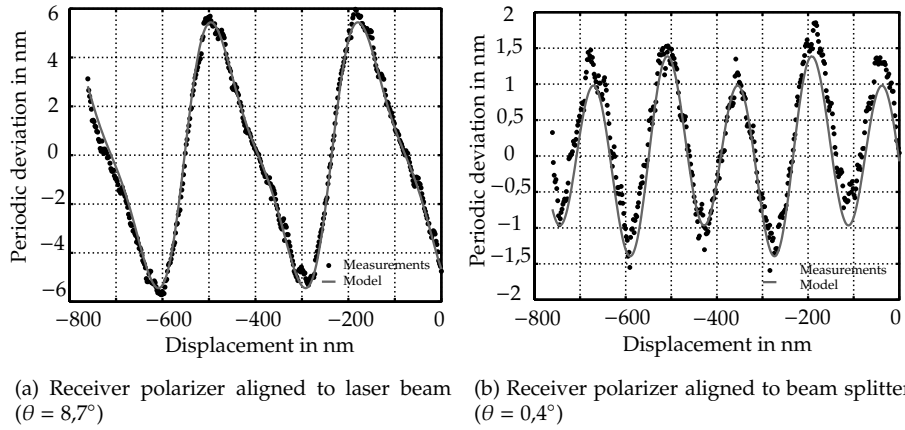 6
4
2
0
−2
−4
−6
Periodic deviation in nm
Measurements
Model
−800 −600 −400 −200 0
Displacement in nm
2
1,5
1
0,5
0
−0,5
−1
−1,5
−2
Periodic deviation in nm
Measurements
Model
−800 −600 −400 −200 0
Displacement in nm
(a) Receiver polarizer aligned to laser beam
(θ = 8,7°)
(b) Receiver polarizer aligned to beam splitter
(θ = 0,4°)